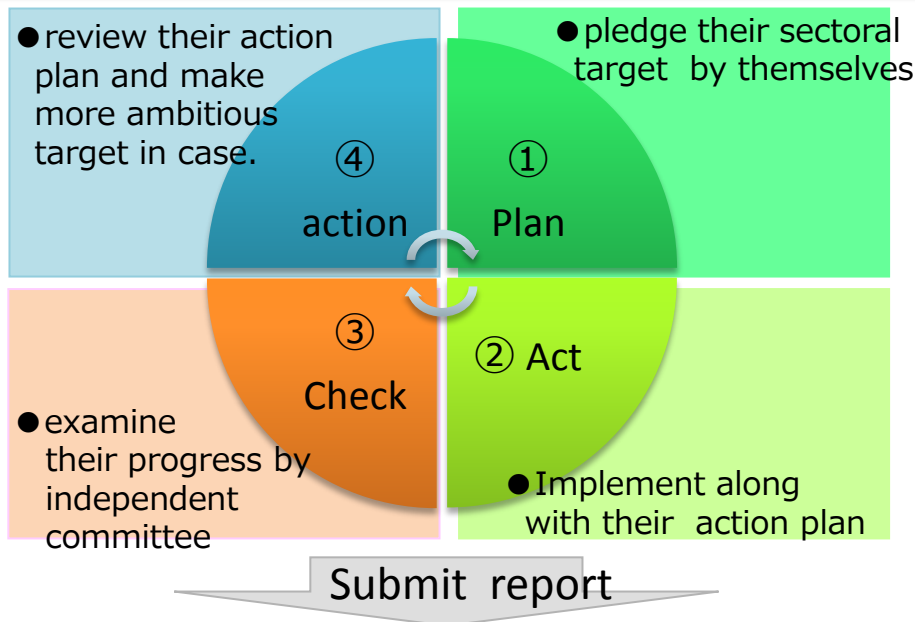 ●review their action
plan and make
more ambitious
target in case.
④
action
●pledge their sectoral
target by themselves
①
Plan
③
Check
●examine
their progress by
independent
committee
② Act
●Implement along
with their action plan
Submit report